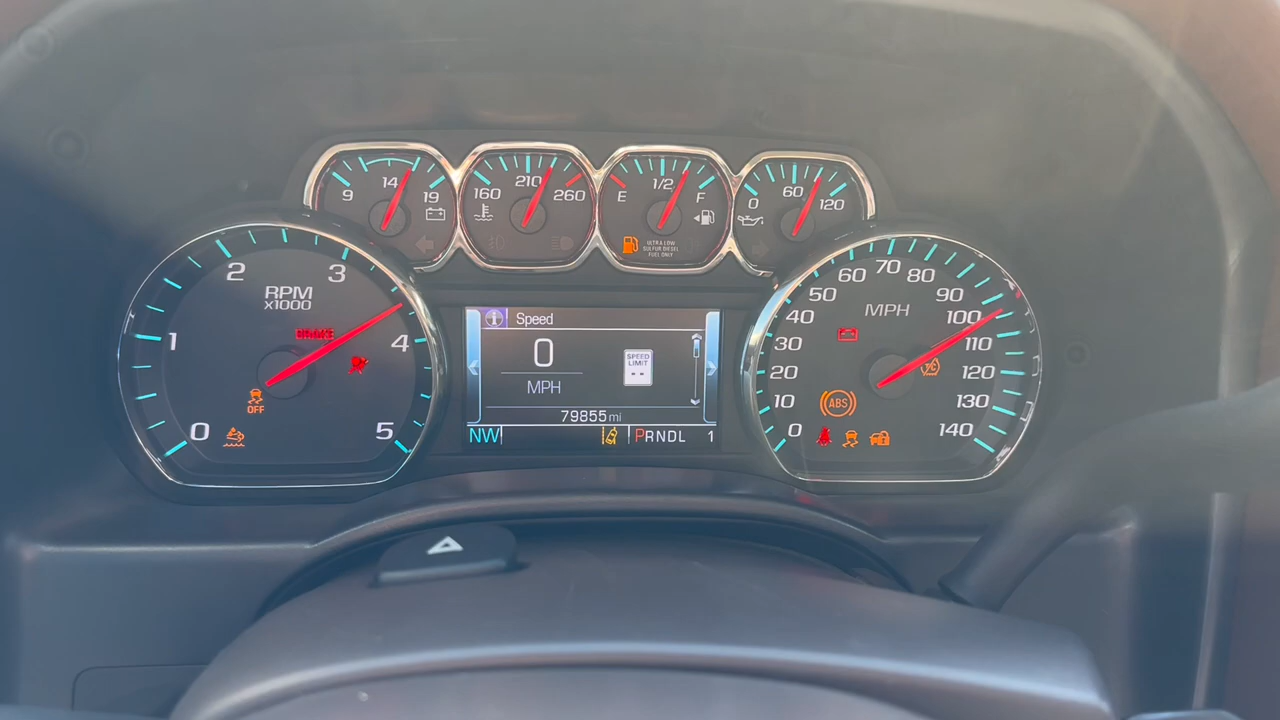 9 14 19
160 210 260
E 1/2 F
ULTRA LOW
SULFUR DIESEL
FUEL ONLY
0 60 120
0 1 2 3 4 5
RPM
X1000
BRAKE
OFF
Speed
0
MPH
SPEED
LIMIT
--
79855 mi
NW
PRNDL 1
0 10 20 30 40 50 60 70 80 90 100 110 120 130 140
MPH
T/C
ABS